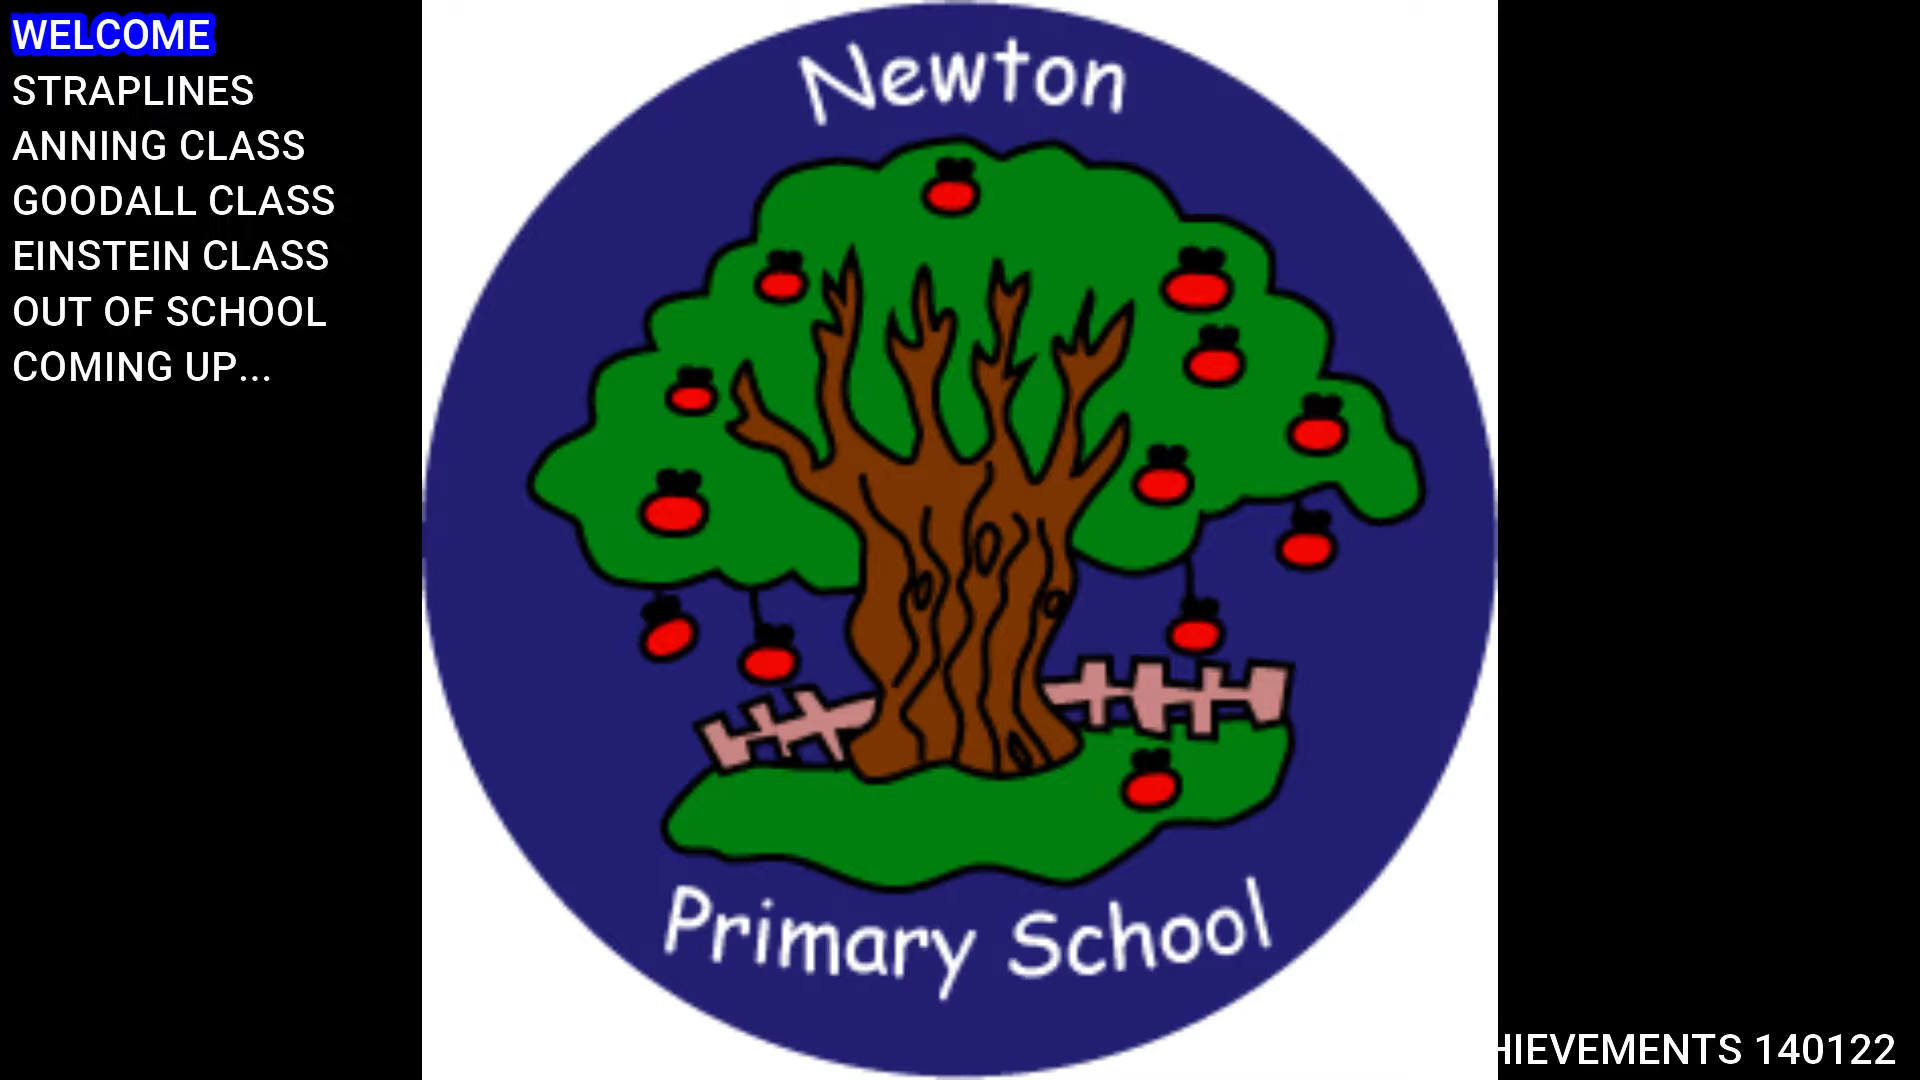 WELCOME
STRAPLINES
ANNING CLASS
GOODALL CLASS
EINSTEIN CLASS
OUT OF SCHOOL
COMING UP...
Newton
Primary School
HIEVEMENTS 140122